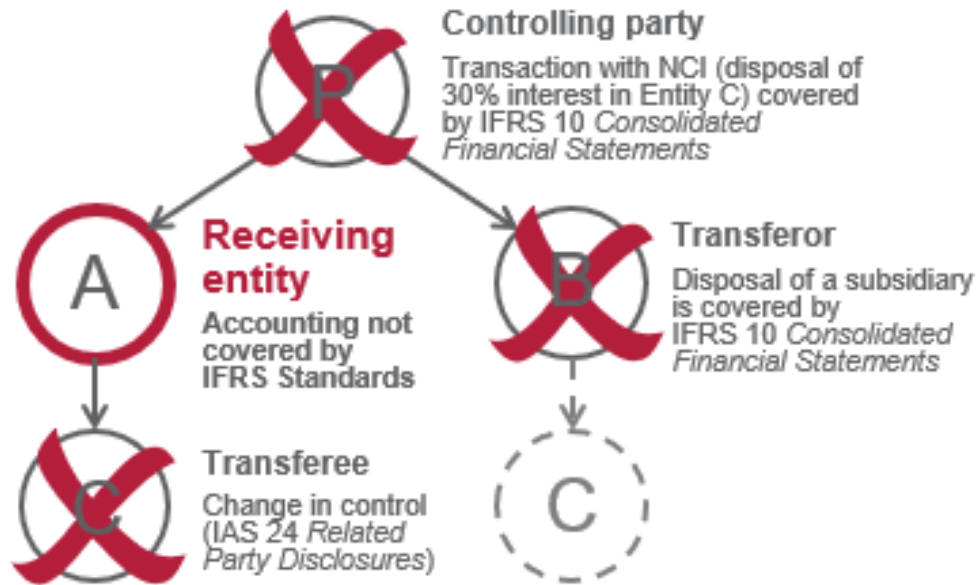 P
Controlling party
Transaction with NCI (disposal of
30% interest in Entity C) covered
by IFRS 10 Consolidated
Financial Statements
A
Receiving
entity
Accounting not
covered by
IFRS Standards
B
Transferor
Disposal of a subsidiary
is covered by
IFRS 10 Consolidated
Financial Statements
C
Transferee
Change in control
(IAS 24 Related
Party Disclosures)
C